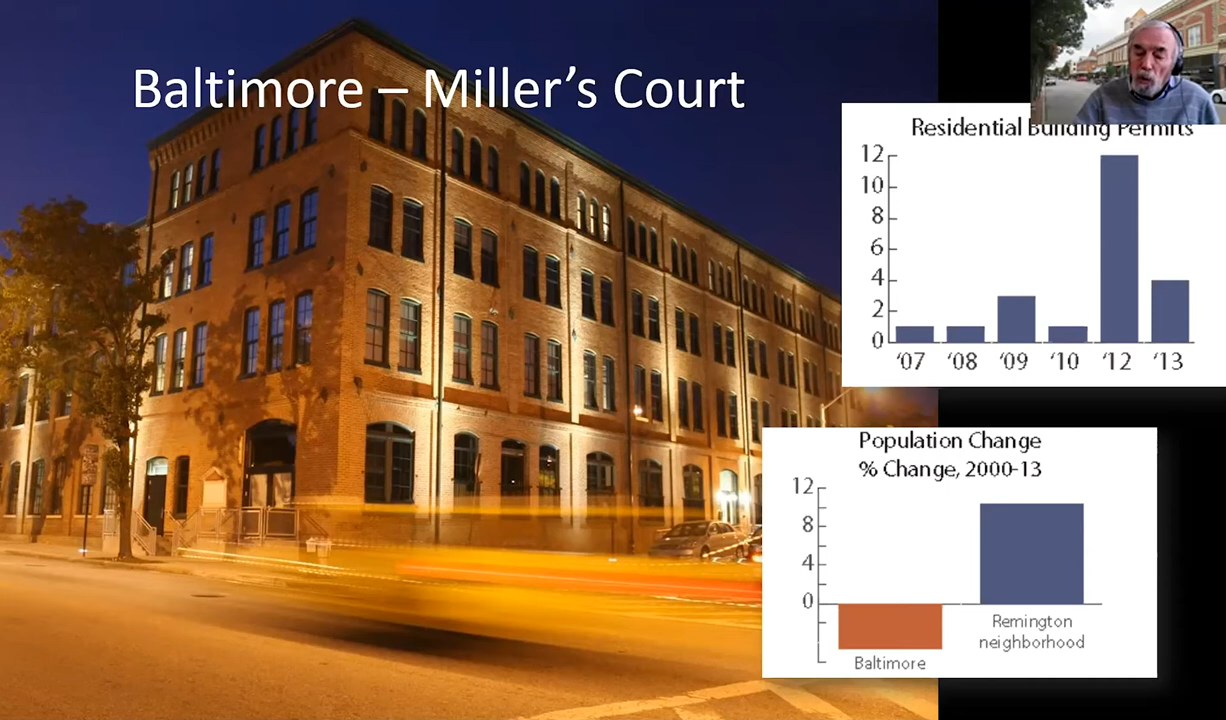 Baltimore – Miller's Court
Residential Building Permits
12
10
8
6
4
2
0
'07 '08 '09 '10 '12 '13
Population Change
% Change, 2000-13
12
8
4
0
Remington
neighborhood
Baltimore